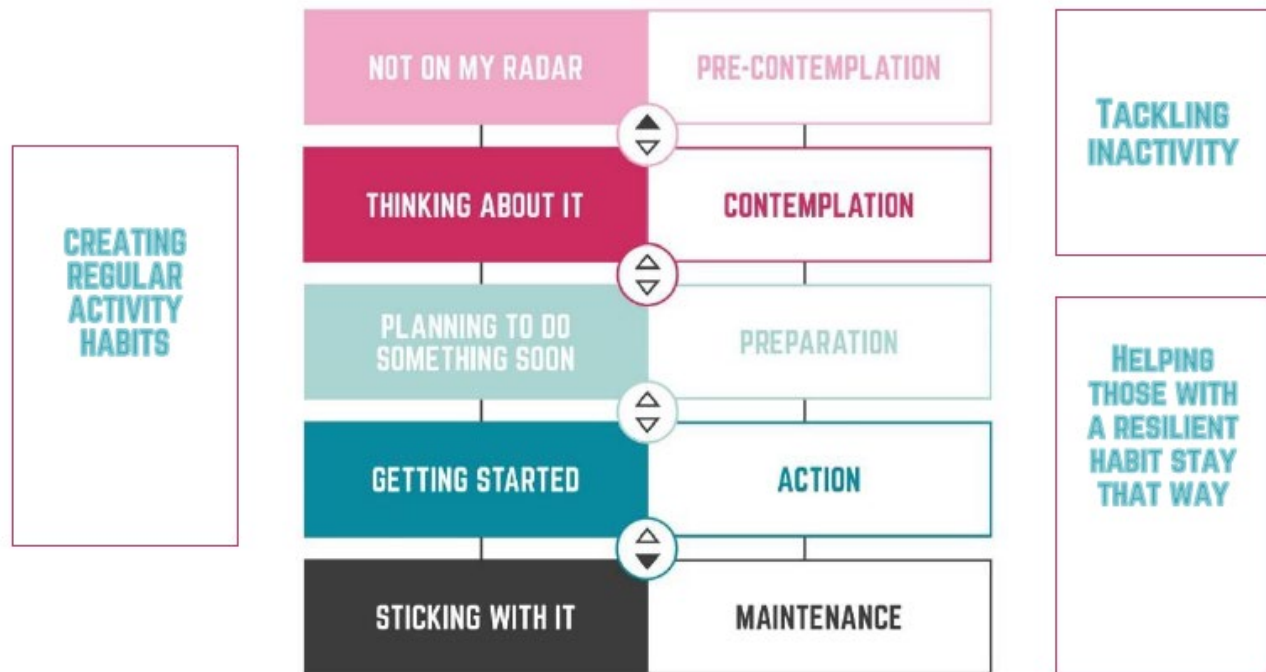 NOT ON MY RADAR
PRE-CONTEMPLATION
THINKING ABOUT IT
CONTEMPLATION
PLANNING TO DO
SOMETHING SOON
PREPARATION
GETTING STARTED
ACTION
STICKING WITH IT
MAINTENANCE
CREATING
REGULAR
ACTIVITY
HABITS
TACKLING
INACTIVITY
HELPING
THOSE WITH
A RESILIENT
HABIT STAY
THAT WAY